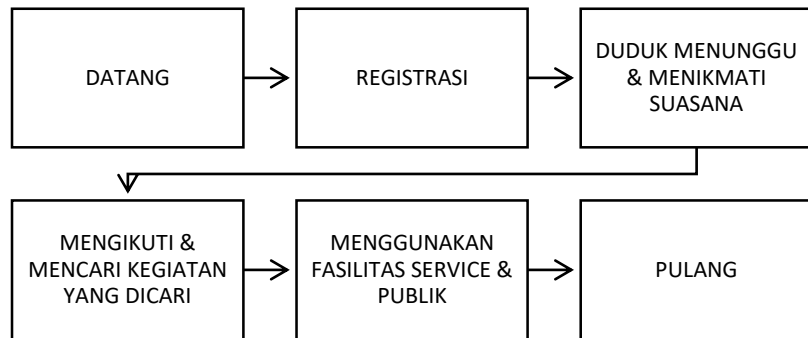 DATANG
REGISTRASI
DUDUK MENUNGGU
& MENIKMATI
SUASANA
MENGIKUTI &
MENCARI KEGIATAN
YANG DICARI
MENGGUNAKAN
FASILITAS SERVICE &
PUBLIK
PULANG